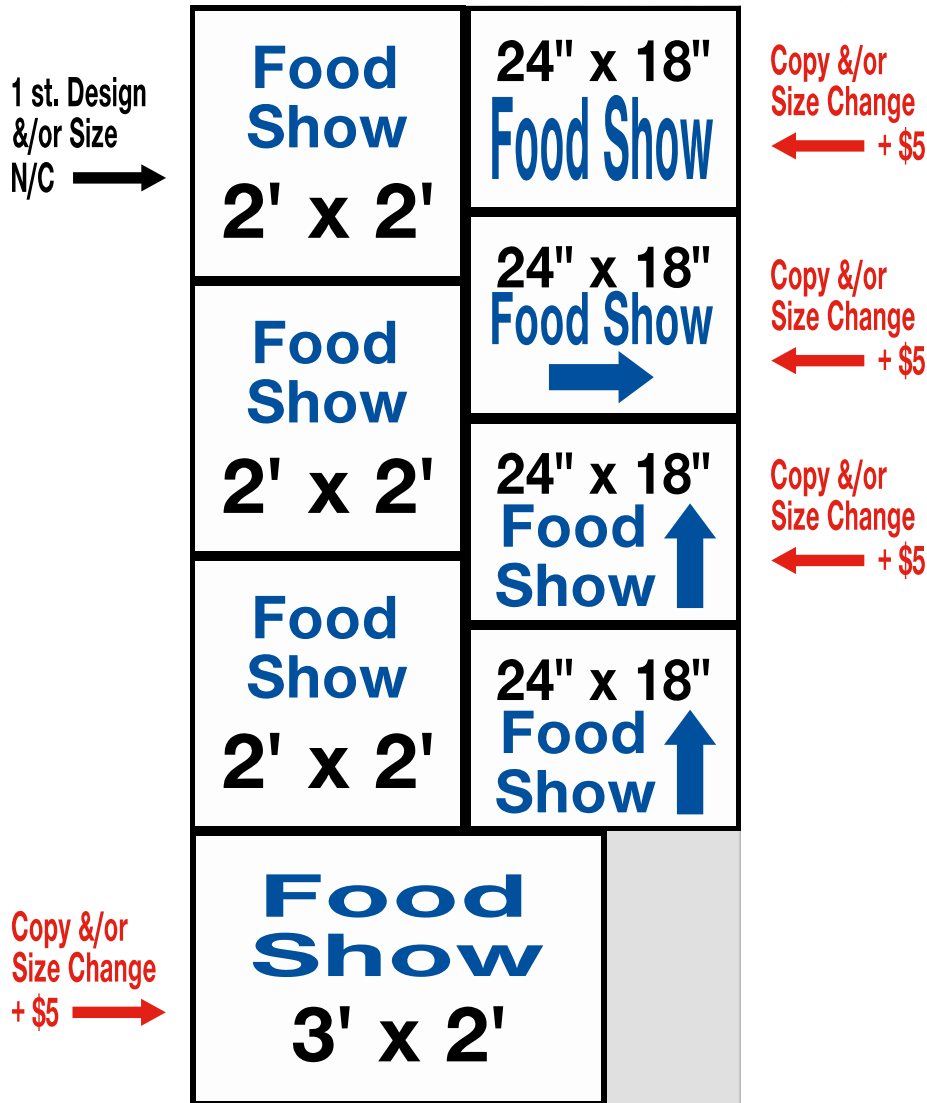 1 st. Design
&/or Size
N/C
Food
Show
2' x 2'
Food
Show
2' x 2'
Food
Show
2' x 2'
Copy &/or
Size Change
+ $5
Food
Show
3' x 2'
24" x 18"
Food Show
Copy &/or
Size Change
+ $5
24" x 18"
Food Show
Copy &/or
Size Change
+ $5
24" x 18"
Food
Show
Copy &/or
Size Change
+ $5
24" x 18"
Food
Show